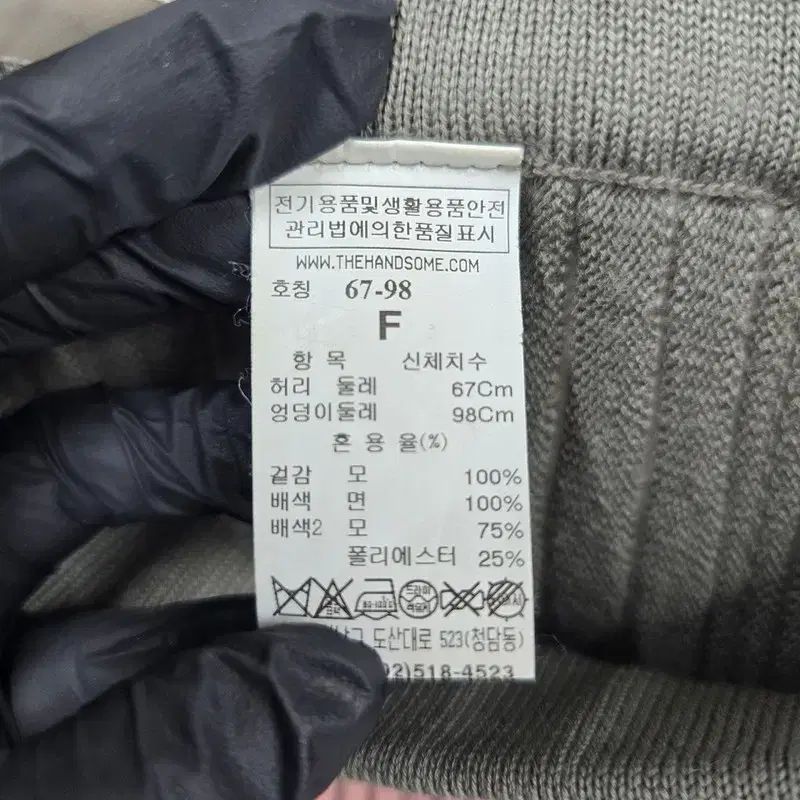 전기용품및생활용품안전
관리법에의한품질표시
WWW.THEHANDSOME.COM
호칭 67-98
F
항 목 신체치수
허리 둘레 67Cm
엉덩이둘레 98Cm
혼 용 율(%)
겉감 모 100%
배색 면 100%
배색2 모 75%
폴리에스터 25%
드라이
도산대로 523(청담동)
02)518-4523